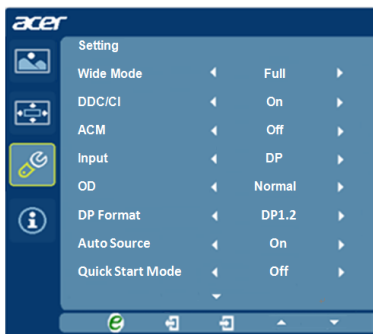 acer
Setting
Wide Mode Full
DDC/CI On
ACM Off
Input DP
OD Normal
DP Format DP1.2
Auto Source On
Quick Start Mode Off